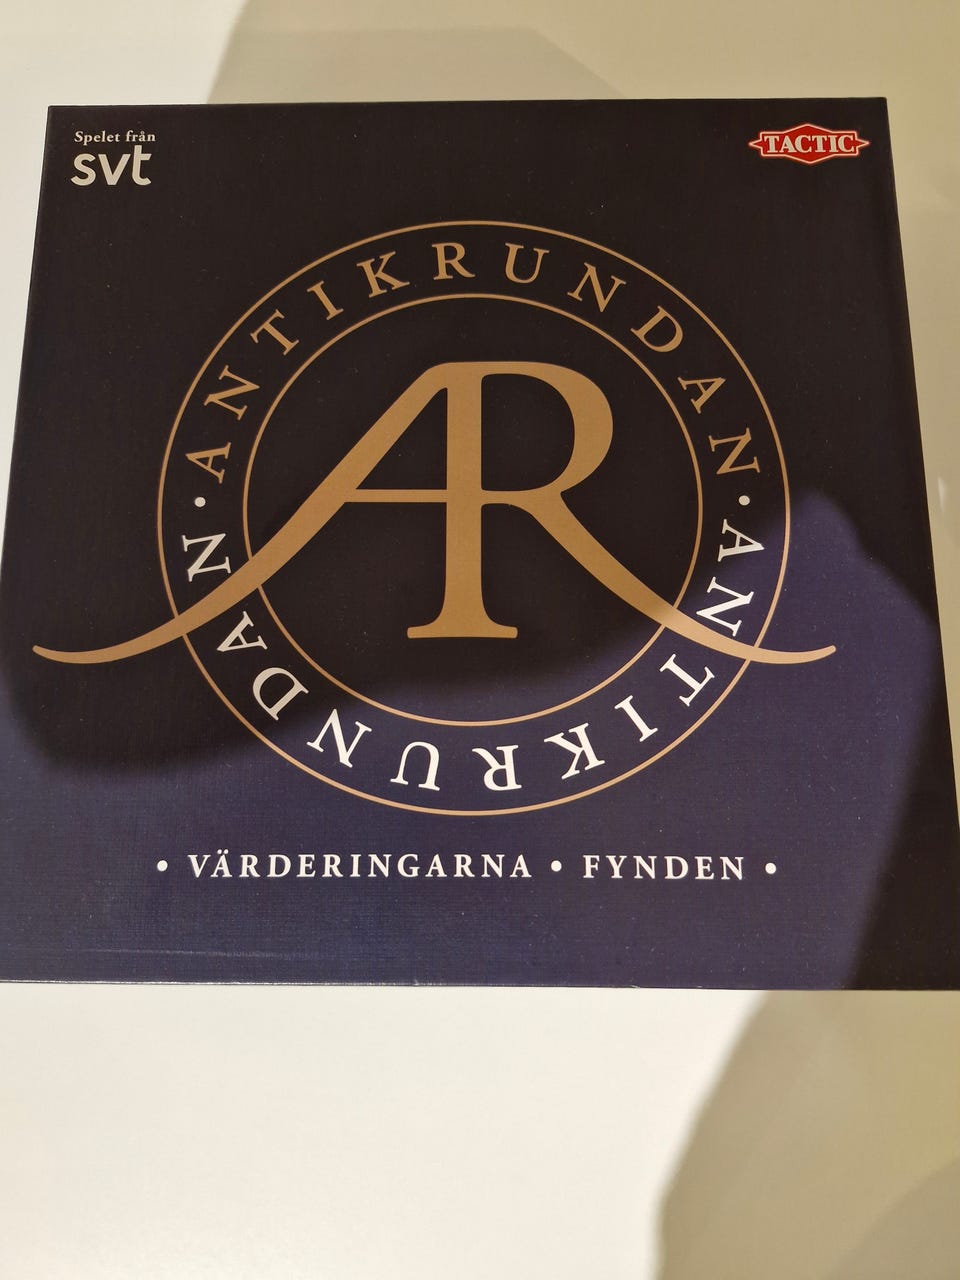 Spelet från
svt
TACTIC
ANTIKRUNDAN · ANTIKRUNDAN ·
AR
• VÄRDERINGARNA • FYNDEN •